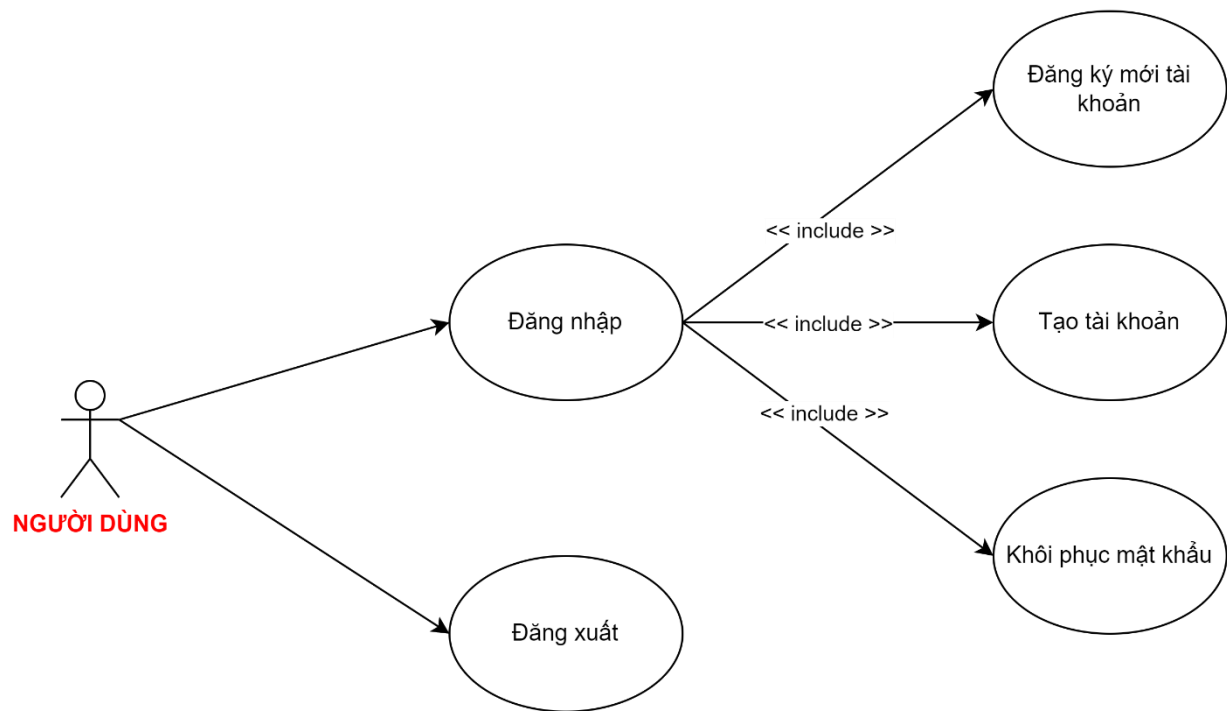 Đăng ký mới tài
khoản
<< include >>
Đăng nhập
<< include >>
Tạo tài khoản
<< include >>
NGƯỜI DÙNG
Khôi phục mật khẩu
Đăng xuất